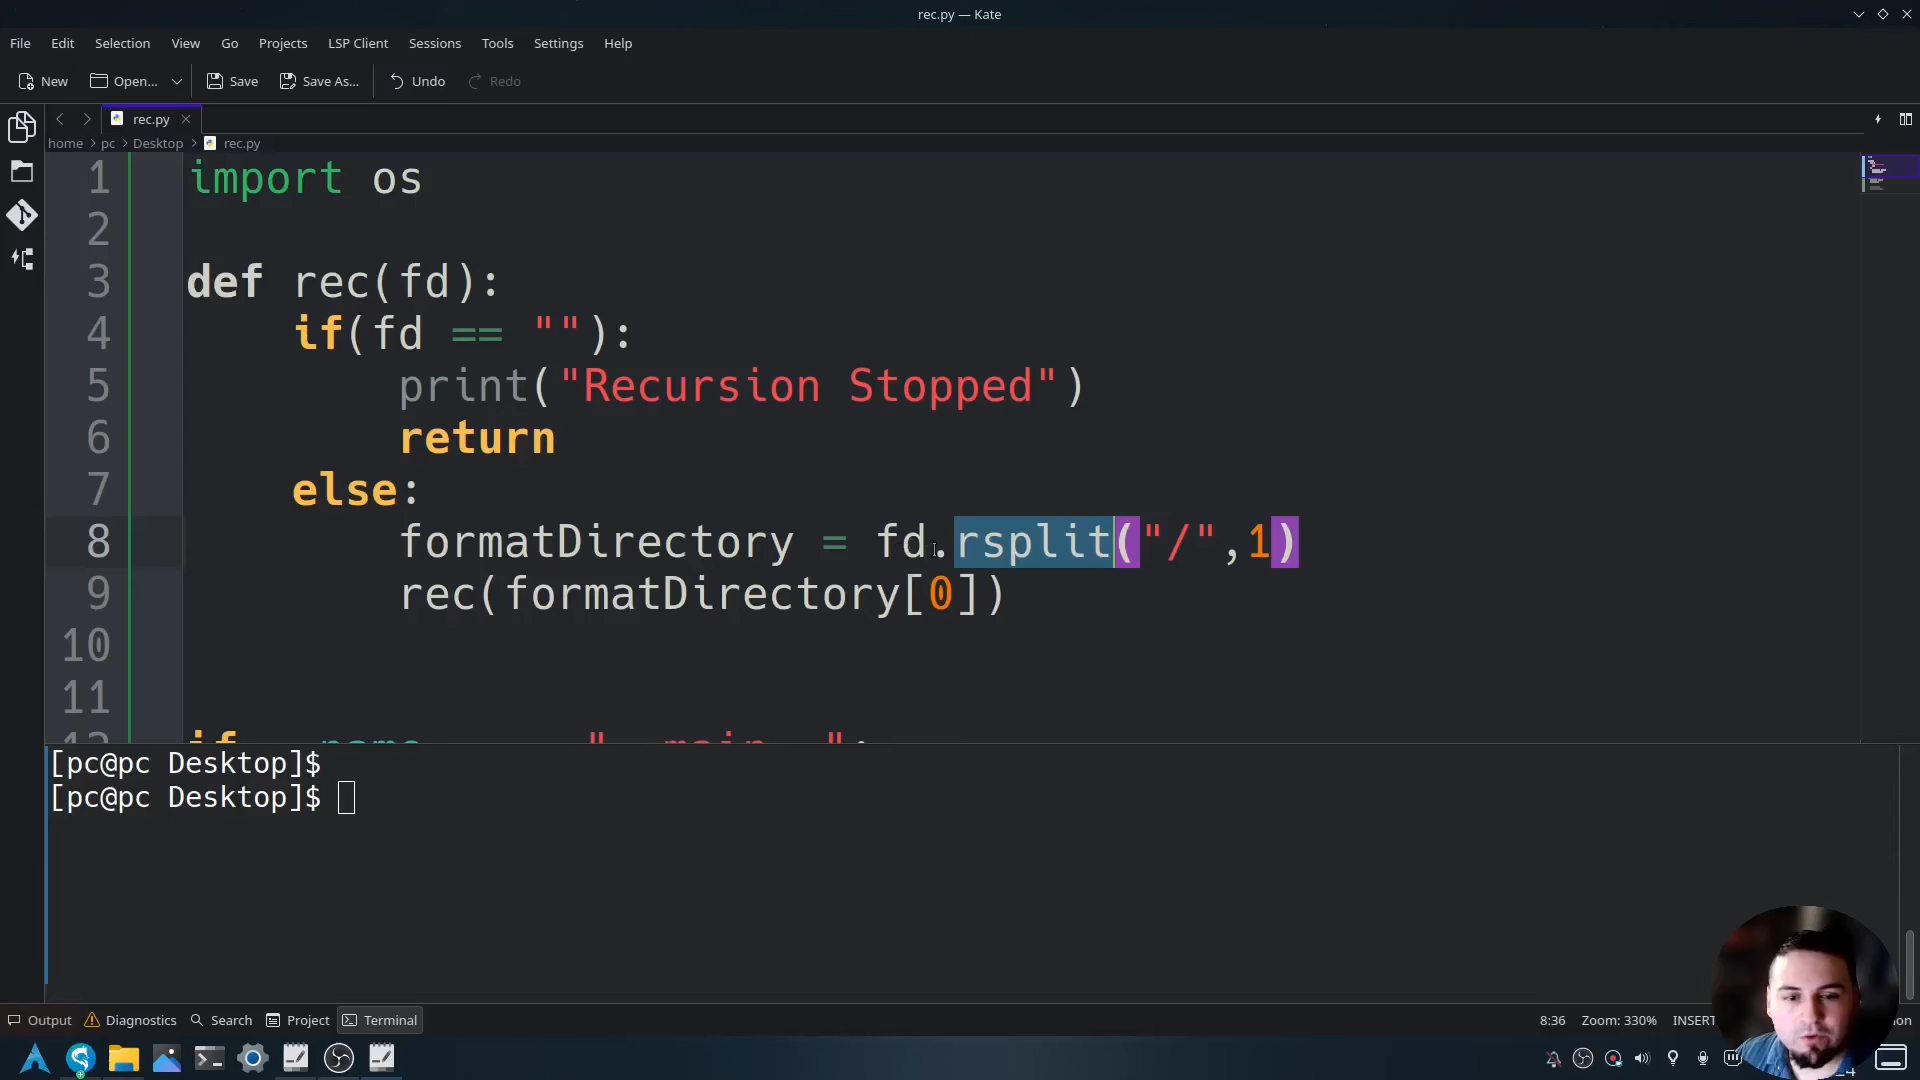 rec.py — Kate
File Edit Selection View Go Projects LSP Client Sessions Tools Settings Help
New Open... Save Save As... Undo Redo
rec.py
home > pc > Desktop > rec.py
1 import os
2
3 def rec(fd):
4 if(fd == ""):
5 print("Recursion Stopped")
6 return
7 else:
8 formatDirectory = fd.rsplit("/",1)
9 rec(formatDirectory[0])
10
11
[pc@pc Desktop]$
[pc@pc Desktop]$
Output Diagnostics Search Project Terminal 8:36 Zoom: 330% INSERT